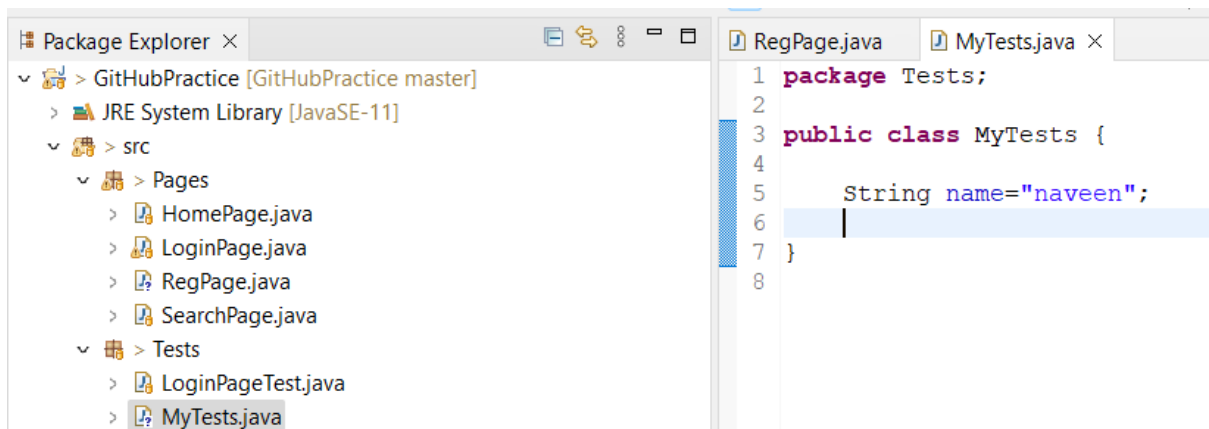 Package Explorer
> GitHubPractice [GitHubPractice master]
JRE System Library [JavaSE-11]
> src
> Pages
HomePage.java
LoginPage.java
RegPage.java
SearchPage.java
> Tests
LoginPageTest.java
MyTests.java
RegPage.java MyTests.java
1 package Tests;
2
3 public class MyTests {
4
5 String name="naveen";
6
7 }
8